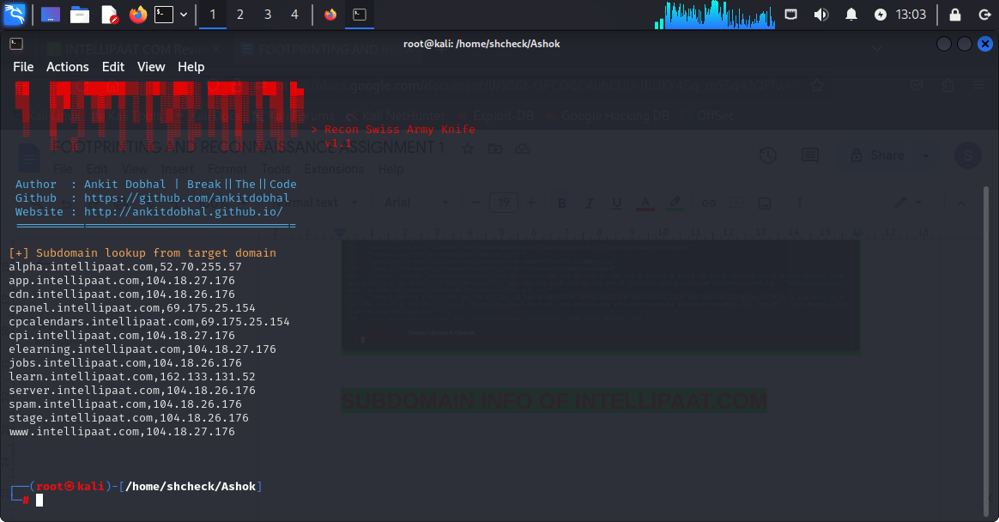 1 2 3 4 13:03
root@kali: /home/shcheck/Ashok
File Actions Edit View Help
> Recon Swiss Army Knife
v1.1
FOOTPRINTING AND RECONNAISSANCE ASSIGNMENT 1
File Edit View Insert Format Tools Extensions Help
Share
S
Author : Ankit Dobhal | Break||The||Code
Github : https://github.com/ankitdobhal
Website : http://ankitdobhal.github.io/
=========================================
Arial 19
[+] Subdomain lookup from target domain
alpha.intellipaat.com,52.70.255.57
app.intellipaat.com,104.18.27.176
cdn.intellipaat.com,104.18.26.176
cpanel.intellipaat.com,69.175.25.154
cpcalendars.intellipaat.com,69.175.25.154
cpi.intellipaat.com,104.18.27.176
elearning.intellipaat.com,104.18.27.176
jobs.intellipaat.com,104.18.26.176
learn.intellipaat.com,162.133.131.52
server.intellipaat.com,104.18.26.176
spam.intellipaat.com,104.18.26.176
stage.intellipaat.com,104.18.26.176
www.intellipaat.com,104.18.27.176
SUBDOMAIN INFO OF INTELLIPAAT.COM
(root㉿kali)-[/home/shcheck/Ashok]
#